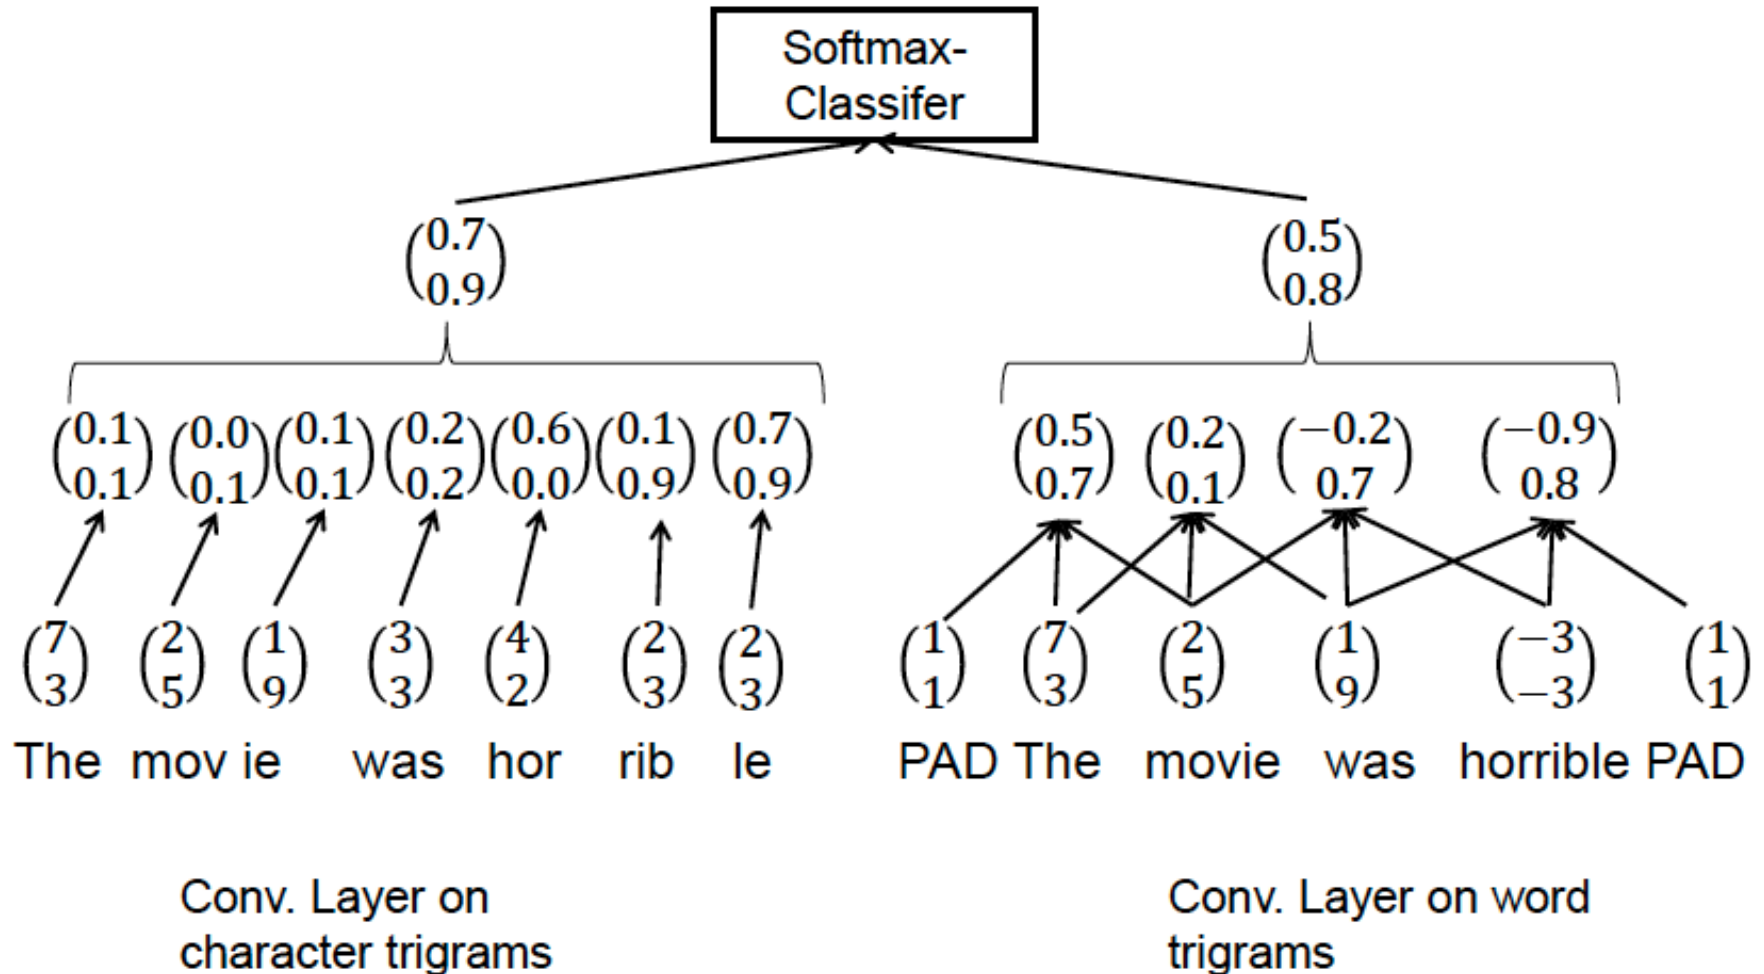 Softmax-
Classifer
0.7 0.5
0.9 0.8
0.1 0.0 0.1 0.2 0.6 0.1 0.7 0.5 0.2 −0.2 −0.9
0.1 0.1 0.1 0.2 0.0 0.9 0.9 0.7 0.1 0.7 0.8
7 2 1 3 4 2 2 1 7 2 1 −3 1
3 5 9 3 2 3 3 1 3 5 9 −3 1
The mov ie was hor rib le PAD The movie was horrible PAD
Conv. Layer on
character trigrams
Conv. Layer on word
trigrams